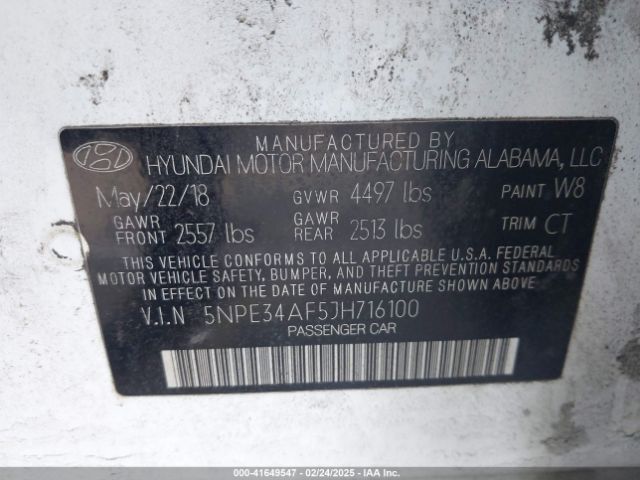 MANUFACTURED BY
HYUNDAI MOTOR MANUFACTURING ALABAMA, LLC
May/22/18 GVWR 4497 lbs PAINT W8
GAWR FRONT 2557 lbs GAWR REAR 2513 lbs TRIM CT
THIS VEHICLE CONFORMS TO ALL APPLICABLE U.S.A. FEDERAL
MOTOR VEHICLE SAFETY, BUMPER, AND THEFT PREVENTION STANDARDS
IN EFFECT ON THE DATE OF MANUFACTURE SHOWN ABOVE.
V.I.N 5NPE34AF5JH716100
PASSENGER CAR
000-41649547 - 02/24/2025 - IAAI.COM